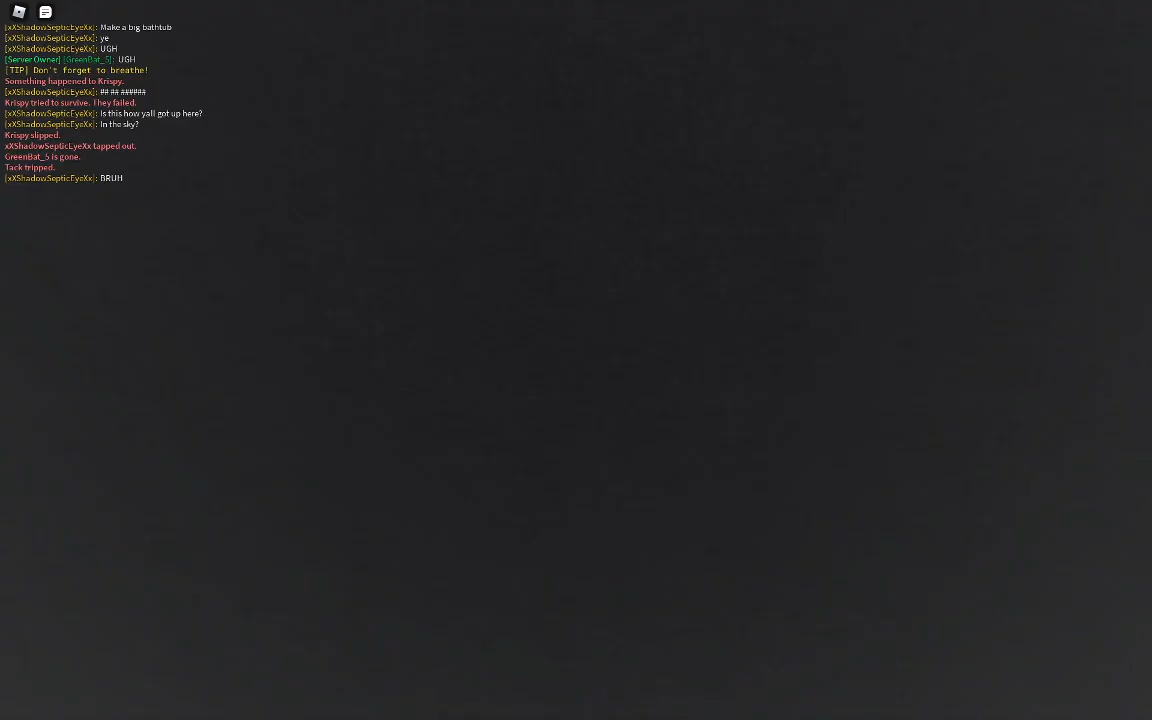 [xXShadowSepticEyeXx]: Make a big bathtub
[xXShadowSepticEyeXx]: ye
[xXShadowSepticEyeXx]: UGH
[Server Owner] [GreenBat_5]: UGH
[TIP] Don't forget to breathe!
Something happened to Krispy.
[xXShadowSepticEyeXx]: ## ## ######
Krispy tried to survive. They failed.
[xXShadowSepticEyeXx]: Is this how yall got up here?
[xXShadowSepticEyeXx]: In the sky?
Krispy slipped.
xXShadowSepticEyeXx tapped out.
GreenBat_5 is gone.
Tack tripped.
[xXShadowSepticEyeXx]: BRUH